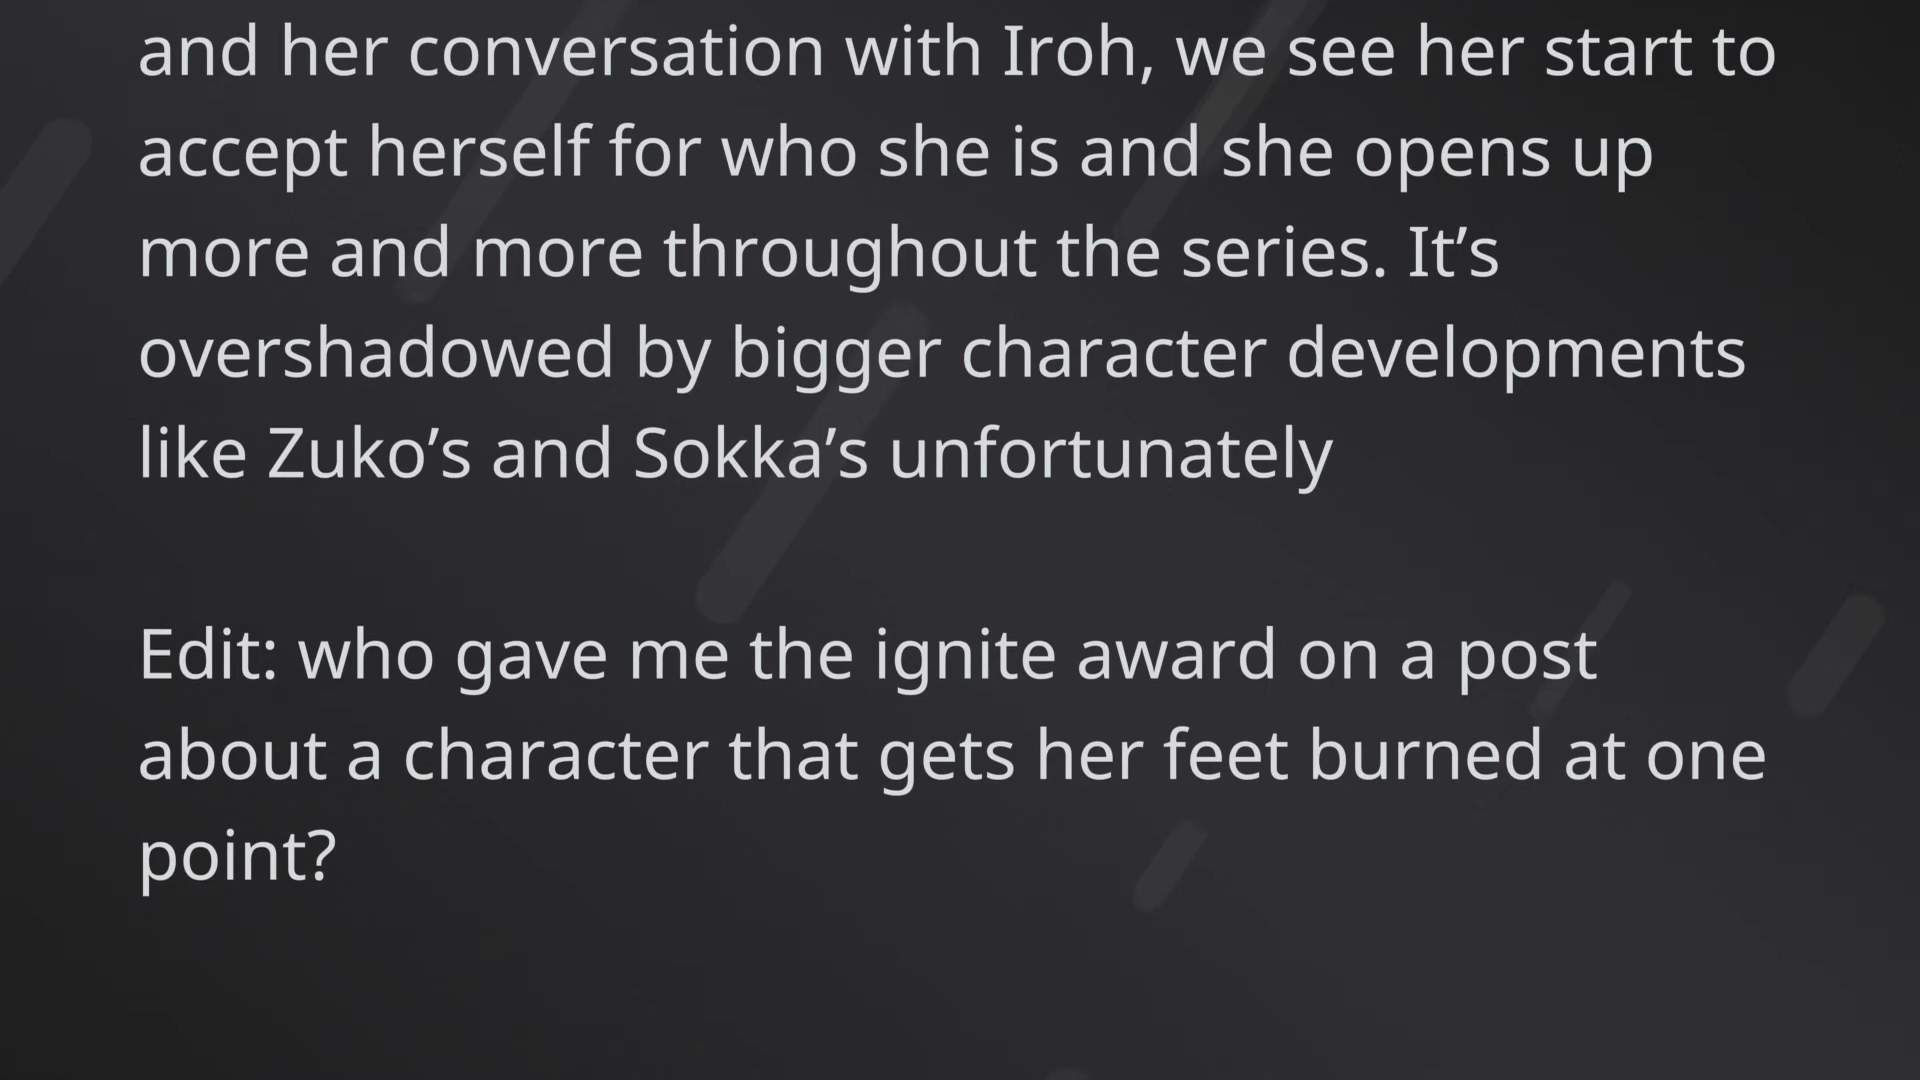 and her conversation with Iroh, we see her start to
accept herself for who she is and she opens up
more and more throughout the series. It’s
overshadowed by bigger character developments
like Zuko’s and Sokka’s unfortunately
Edit: who gave me the ignite award on a post
about a character that gets her feet burned at one
point?